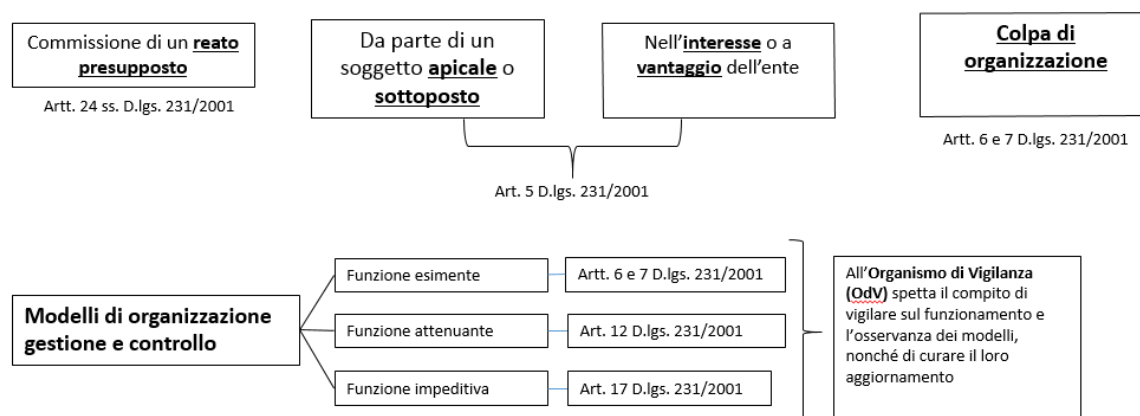 Commissione di un reato
presupposto
Artt. 24 ss. D.lgs. 231/2001
Da parte di un
soggetto apicale o
sottoposto
Nell'interesse o a
vantaggio dell'ente
Art. 5 D.lgs. 231/2001
Colpa di
organizzazione
Artt. 6 e 7 D.lgs. 231/2001
Modelli di organizzazione
gestione e controllo
Funzione esimente
Artt. 6 e 7 D.lgs. 231/2001
Funzione attenuante
Art. 12 D.lgs. 231/2001
Funzione impeditiva
Art. 17 D.lgs. 231/2001
All'Organismo di Vigilanza
(OdV) spetta il compito di
vigilare sul funzionamento e
l'osservanza dei modelli,
nonché di curare il loro
aggiornamento